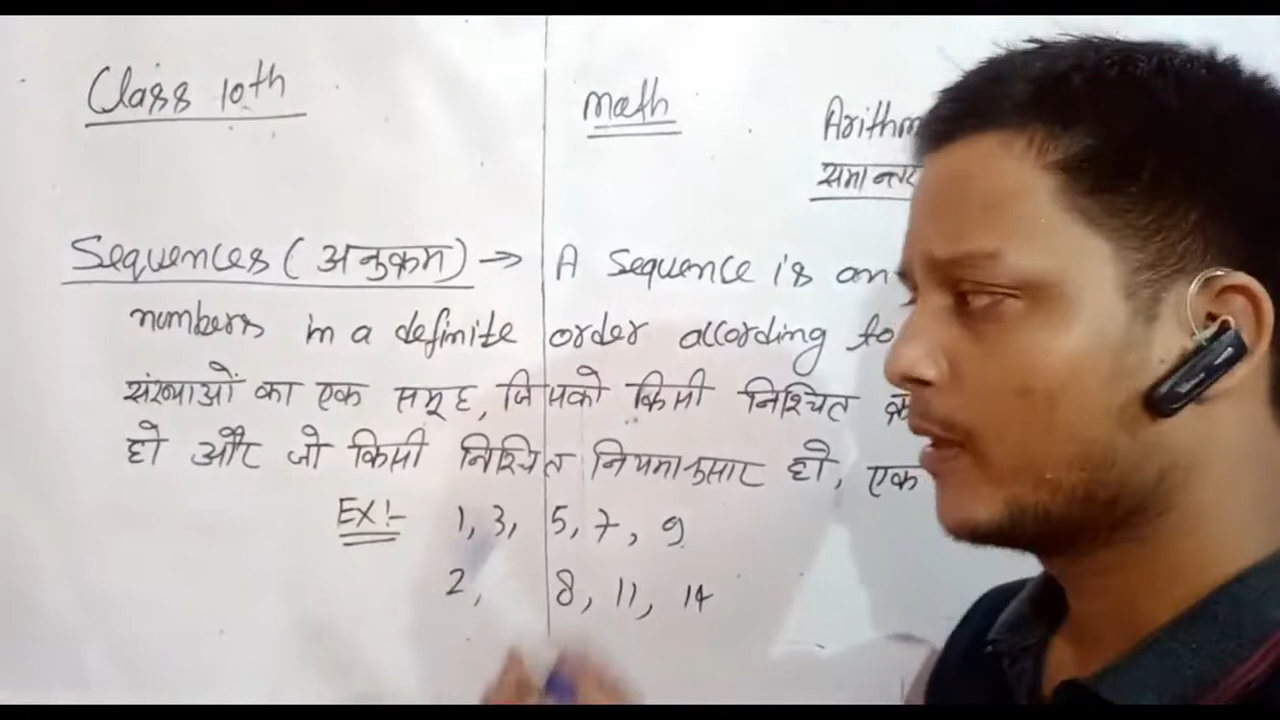 Class 10th
Math
Arithm
समान्तर
Sequences (अनुक्रम) → A Sequence is an
numbers in a definite order according to
संख्याओं का एक समूह, जिसको किसी निश्चित
हो और जो किसी निश्चित नियमानुसार हो, एक
EX:- 1, 3, 5, 7, 9
2, 8, 11, 14